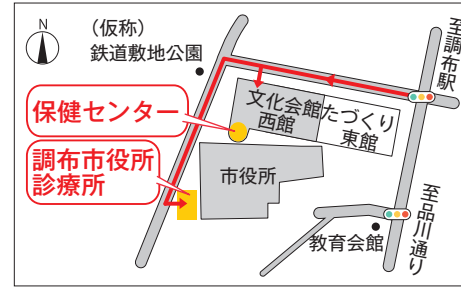 N
（仮称）
鉄道敷地公園
至調布駅
保健センター
文化会館たづくり
西館
東館
調布市役所
診療所
市役所
教育会館
至品川通り